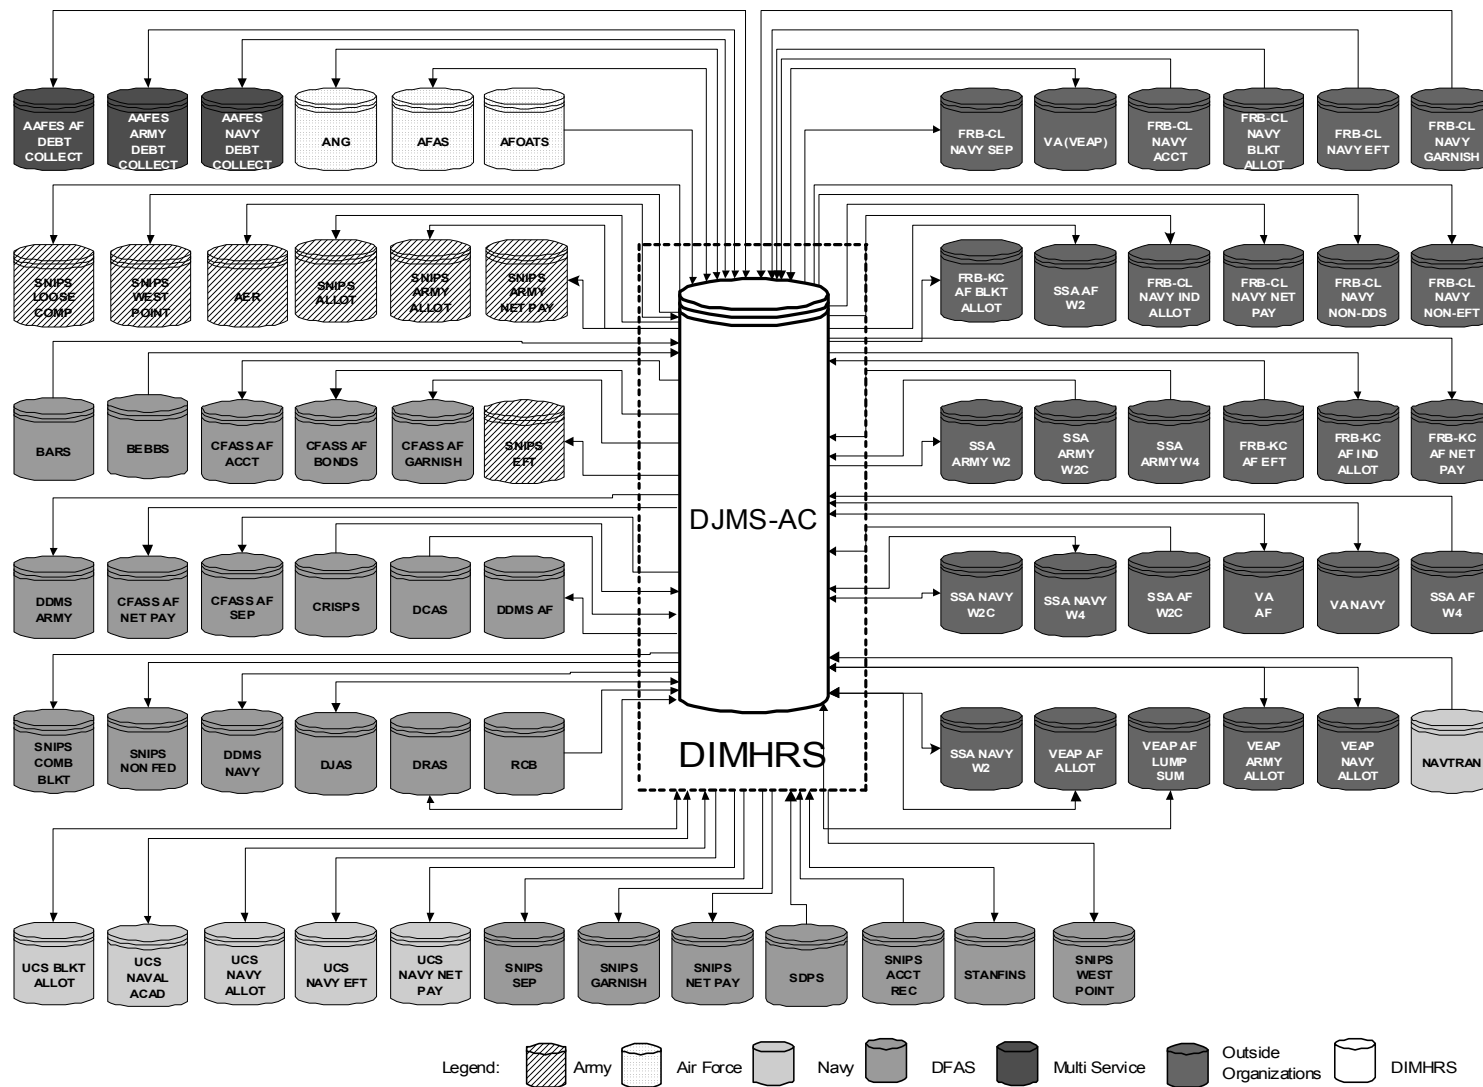 AAFES AF
DEBT
COLLECT
AAFES
ARMY
DEBT
COLLECT
AAFES
NAVY
DEBT
COLLECT
ANG
AFAS
AFOATS
FRB-CL
NAVY SEP
VA (VEAP)
FRB-CL
NAVY
ACCT
FRB-CL
NAVY
BLKT
ALLOT
FRB-CL
NAVY EFT
FRB-CL
NAVY
GARNISH
SNIPS
LOOSE
COMP
SNIPS
WEST
POINT
AER
SNIPS
ALLOT
SNIPS
ARMY
ALLOT
SNIPS
ARMY
NET PAY
FRB-KC
AF BLKT
ALLOT
SSA AF
W2
FRB-CL
NAVY IND
ALLOT
FRB-CL
NAVY NET
PAY
FRB-CL
NAVY
NON-DDS
FRB-CL
NAVY
NON-EFT
BARS
BEBBS
CFASS AF
ACCT
CFASS AF
BONDS
CFASS AF
GARNISH
SNIPS
EFT
SSA
ARMY W2
SSA
ARMY
W2C
SSA
ARMY W4
FRB-KC
AF EFT
FRB-KC
AF IND
ALLOT
FRB-KC
AF NET
PAY
DJMS-AC
DDMS
ARMY
CFASS AF
NET PAY
CFASS AF
SEP
CRISPS
DCAS
DDMS AF
SSA NAVY
W2C
SSA NAVY
W4
SSA AF
W2C
VA
AF
VA NAVY
SSA AF
W4
SNIPS
COMB
BLKT
SNIPS
NON FED
DDMS
NAVY
DJAS
DRAS
RCB
DIMHRS
SSA NAVY
W2
VEAP AF
ALLOT
VEAP AF
LUMP
SUM
VEAP
ARMY
ALLOT
VEAP
NAVY
ALLOT
NAVTRAN
UCS BLKT
ALLOT
UCS
NAVAL
ACAD
UCS
NAVY
ALLOT
UCS
NAVY EFT
UCS
NAVY NET
PAY
SNIPS
SEP
SNIPS
GARNISH
SNIPS
NET PAY
SDPS
SNIPS
ACCT
REC
STANFINS
SNIPS
WEST
POINT
Legend:
Army
Air Force
Navy
DFAS
Multi Service
Outside
Organizations
DIMHRS